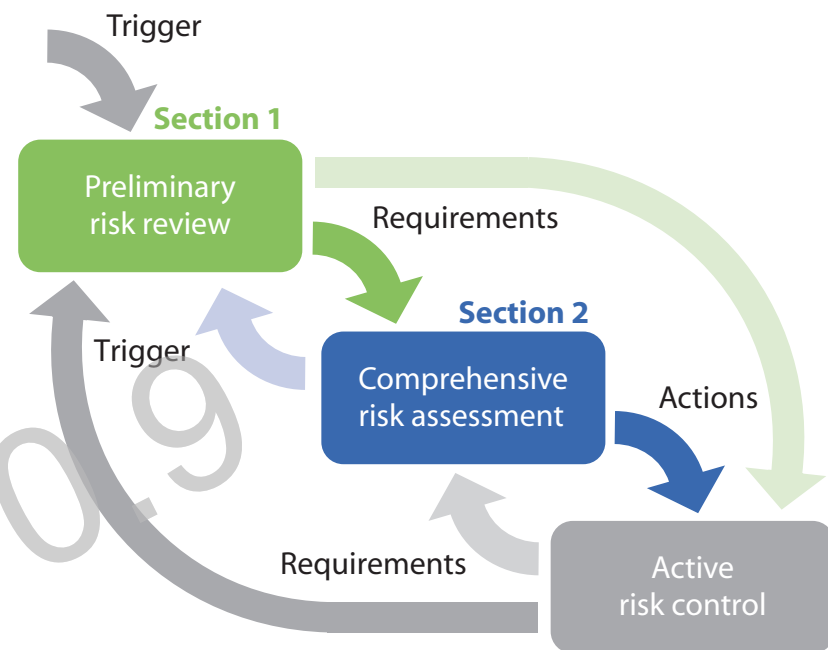 Trigger
Section 1
Preliminary
risk review
Requirements
Section 2
Trigger
Comprehensive
risk assessment
Actions
0.9
Requirements
Active
risk control